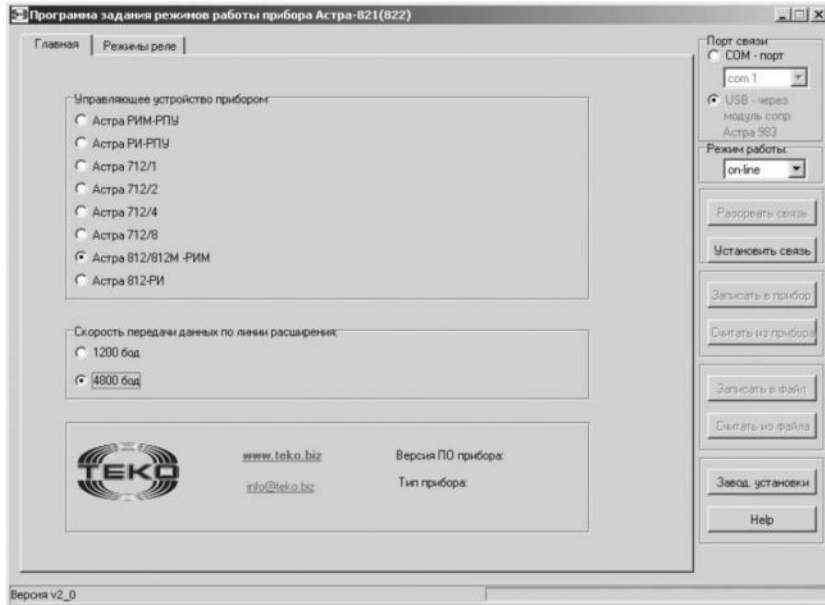 Программа задания режимов работы прибора Астра-821(822)
Главная
Режимы реле
Управляющее устройство прибором
Астра РИМ-РПУ
Астра РИ-РПУ
Астра 712/1
Астра 712/2
Астра 712/4
Астра 712/8
Астра 812/812М -РИМ
Астра 812-РИ
Скорость передачи данных по линии расширения:
1200 бод
4800 бод
TEKO
www.teko.biz
info@teko.biz
Версия ПО прибора:
Тип прибора:
Порт связи
COM - порт
com 1
USB - через
модуль сопр.
Астра 983
Режим работы:
on-line
Разорвать связь
Установить связь
Записать в прибор
Считать из прибора
Записать в файл
Считать из файла
Завод. установки
Help
Версия v2_0